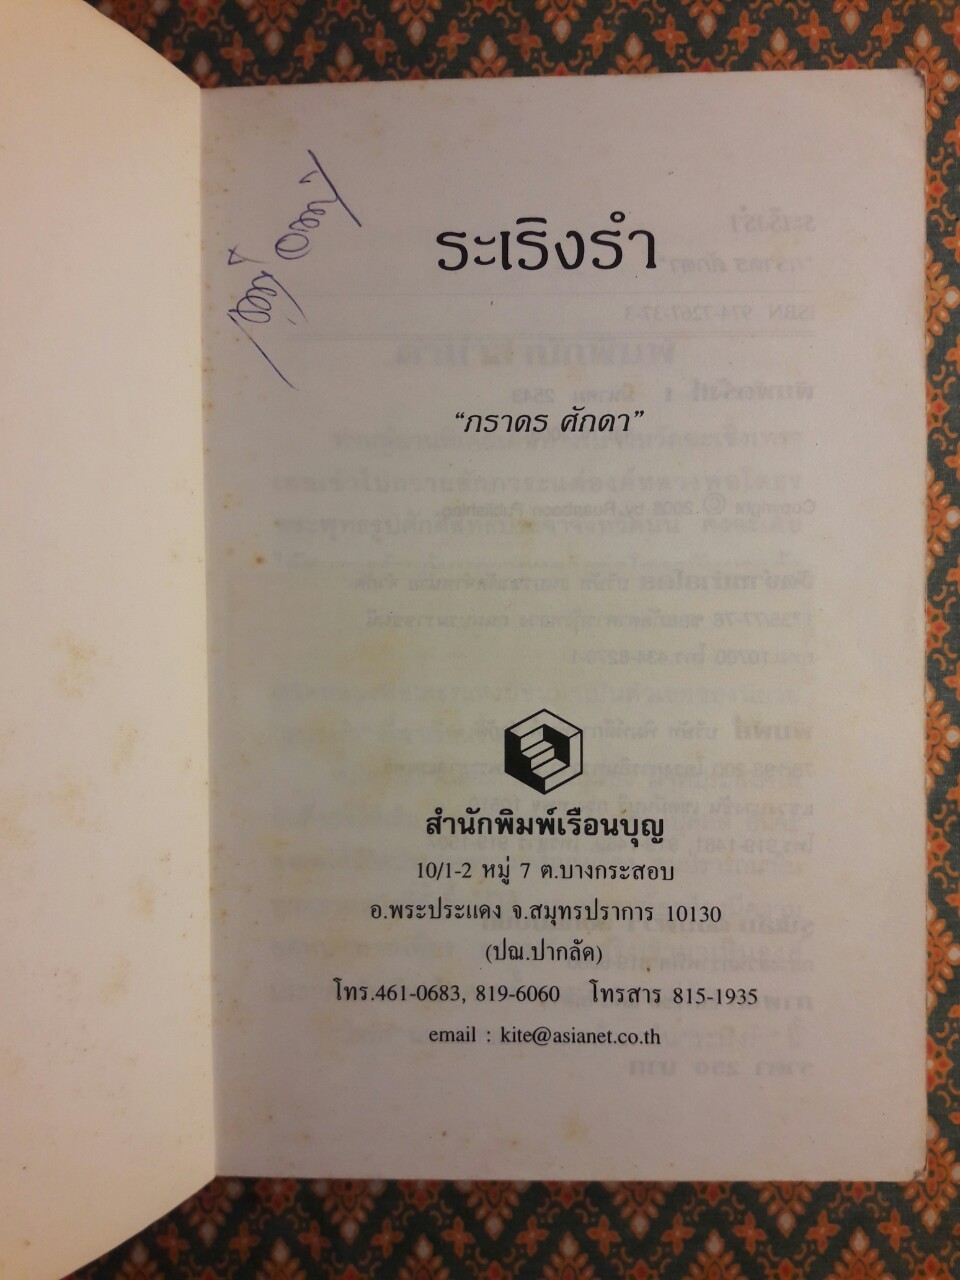 ระเริงรำ
“ภราดร ศักดา”
สำนักพิมพ์เรือนบุญ
10/1-2 หมู่ 7 ต.บางกระสอบ
อ.พระประแดง จ.สมุทรปราการ 10130
(ปณ.ปากลัด)
โทร.461-0683, 819-6060 โทรสาร 815-1935
email : kite@asianet.co.th